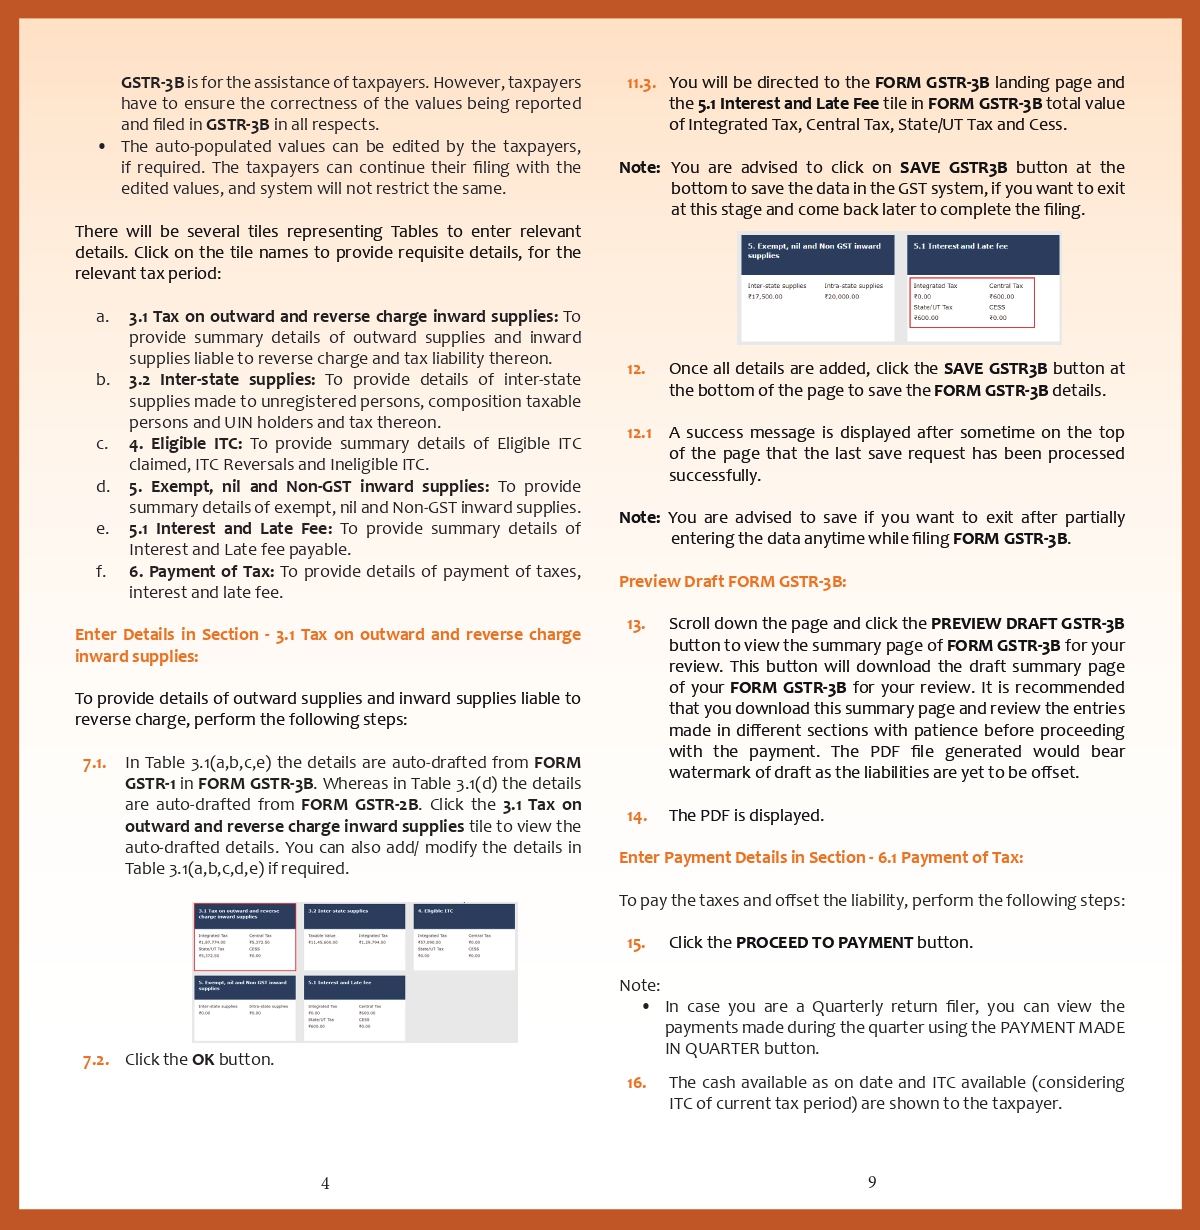 GSTR-3B is for the assistance of taxpayers. However, taxpayers
have to ensure the correctness of the values being reported
and filed in GSTR-3B in all respects.
• The auto-populated values can be edited by the taxpayers,
if required. The taxpayers can continue their filing with the
edited values, and system will not restrict the same.
There will be several tiles representing Tables to enter relevant
details. Click on the tile names to provide requisite details, for the
relevant tax period:
a. 3.1 Tax on outward and reverse charge inward supplies: To
provide summary details of outward supplies and inward
supplies liable to reverse charge and tax liability thereon.
b. 3.2 Inter-state supplies: To provide details of inter-state
supplies made to unregistered persons, composition taxable
persons and UIN holders and tax thereon.
c. 4. Eligible ITC: To provide summary details of Eligible ITC
claimed, ITC Reversals and Ineligible ITC.
d. 5. Exempt, nil and Non-GST inward supplies: To provide
summary details of exempt, nil and Non-GST inward supplies.
e. 5.1 Interest and Late Fee: To provide summary details of
Interest and Late fee payable.
f. 6. Payment of Tax: To provide details of payment of taxes,
interest and late fee.
Enter Details in Section - 3.1 Tax on outward and reverse charge
inward supplies:
To provide details of outward supplies and inward supplies liable to
reverse charge, perform the following steps:
7.1. In Table 3.1(a,b,c,e) the details are auto-drafted from FORM
GSTR-1 in FORM GSTR-3B. Whereas in Table 3.1(d) the details
are auto-drafted from FORM GSTR-2B. Click the 3.1 Tax on
outward and reverse charge inward supplies tile to view the
auto-drafted details. You can also add/ modify the details in
Table 3.1(a,b,c,d,e) if required.
3.1 Tax on outward and reverse
charge inward supplies
Integrated Tax Central Tax
₹1,87,774.00 ₹5,372.50
State/UT Tax CESS
₹5,372.50 ₹0.00
3.2 Inter-state supplies
Taxable Value Integrated Tax
₹11,45,600.00 ₹1,29,794.00
4. Eligible ITC
Integrated Tax Central Tax
₹57,090.00 ₹0.00
State/UT Tax CESS
₹0.00 ₹0.00
5. Exempt, nil and Non GST inward
supplies
Inter-state supplies Intra-state supplies
₹0.00 ₹0.00
5.1 Interest and Late fee
Integrated Tax Central Tax
₹0.00 ₹600.00
State/UT Tax CESS
₹600.00 ₹0.00
7.2. Click the OK button.
4
11.3. You will be directed to the FORM GSTR-3B landing page and
the 5.1 Interest and Late Fee tile in FORM GSTR-3B total value
of Integrated Tax, Central Tax, State/UT Tax and Cess.
Note: You are advised to click on SAVE GSTR3B button at the
bottom to save the data in the GST system, if you want to exit
at this stage and come back later to complete the filing.
5. Exempt, nil and Non GST inward
supplies
Inter-state supplies Intra-state supplies
₹17,500.00 ₹20,000.00
5.1 Interest and Late fee
Integrated Tax Central Tax
₹0.00 ₹600.00
State/UT Tax CESS
₹600.00 ₹0.00
12. Once all details are added, click the SAVE GSTR3B button at
the bottom of the page to save the FORM GSTR-3B details.
12.1 A success message is displayed after sometime on the top
of the page that the last save request has been processed
successfully.
Note: You are advised to save if you want to exit after partially
entering the data anytime while filing FORM GSTR-3B.
Preview Draft FORM GSTR-3B:
13. Scroll down the page and click the PREVIEW DRAFT GSTR-3B
button to view the summary page of FORM GSTR-3B for your
review. This button will download the draft summary page
of your FORM GSTR-3B for your review. It is recommended
that you download this summary page and review the entries
made in different sections with patience before proceeding
with the payment. The PDF file generated would bear
watermark of draft as the liabilities are yet to be offset.
14. The PDF is displayed.
Enter Payment Details in Section - 6.1 Payment of Tax:
To pay the taxes and offset the liability, perform the following steps:
15. Click the PROCEED TO PAYMENT button.
Note:
• In case you are a Quarterly return filer, you can view the
payments made during the quarter using the PAYMENT MADE
IN QUARTER button.
16. The cash available as on date and ITC available (considering
ITC of current tax period) are shown to the taxpayer.
9